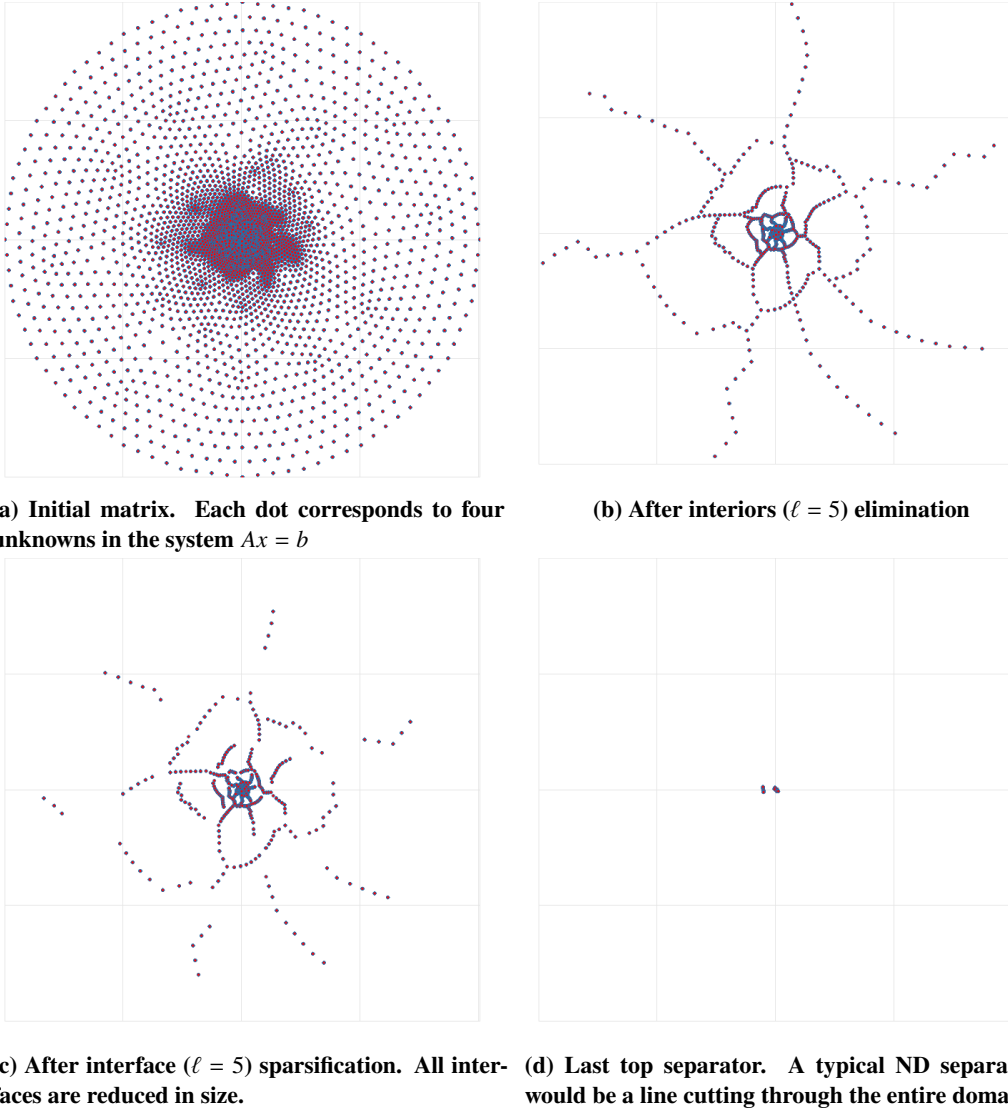 a) Initial matrix. Each dot corresponds to four
unknowns in the system Ax = b
(b) After interiors (ℓ = 5) elimination
c) After interface (ℓ = 5) sparsification. All inter-
faces are reduced in size.
(d) Last top separator. A typical ND separa
would be a line cutting through the entire doma